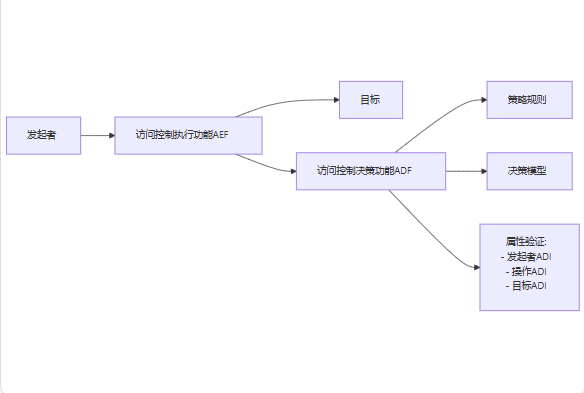 发起者
访问控制执行功能AEF
目标
访问控制决策功能ADF
策略规则
决策模型
属性验证:
- 发起者ADI
- 操作ADI
- 目标ADI